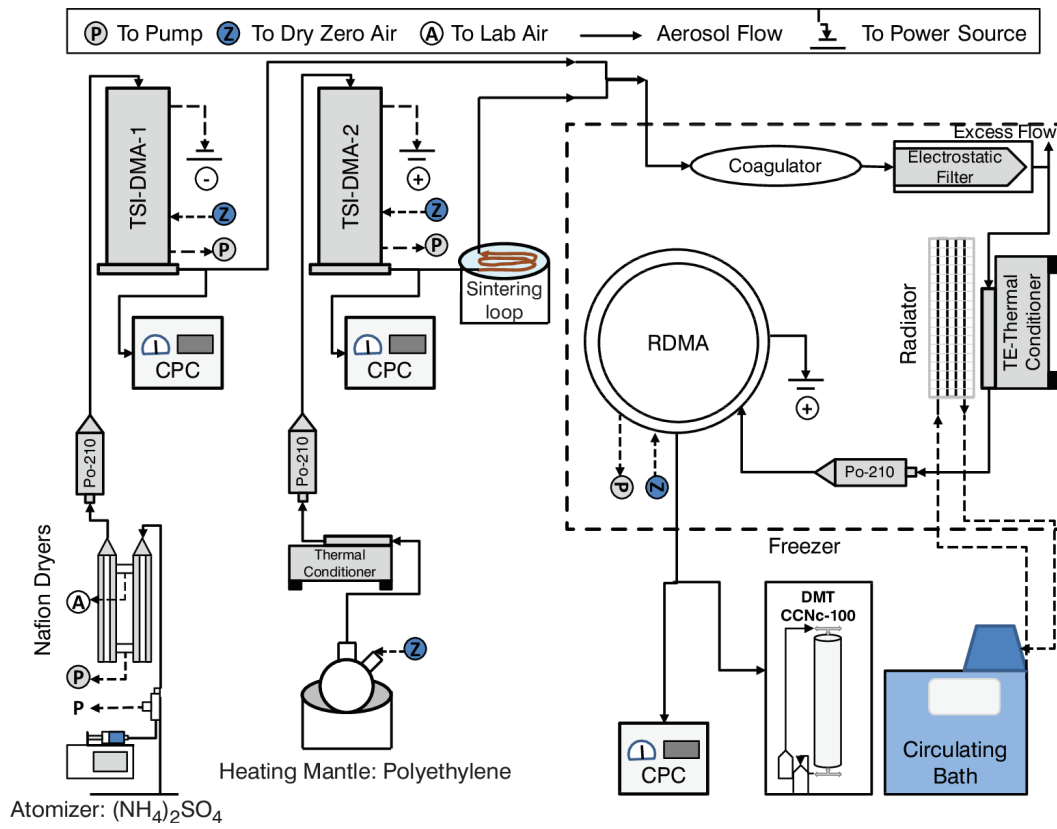 P To Pump Z To Dry Zero Air A To Lab Air Aerosol Flow To Power Source
TSI-DMA-1
-
Z
P
CPC
Po-210
Nafion Dryers
A
P
P
Atomizer: (NH₄)₂SO₄
TSI-DMA-2
+
Z
P
Sintering
loop
CPC
Po-210
Thermal
Conditioner
Z
Heating Mantle: Polyethylene
Coagulator
Electrostatic
Filter
Excess Flow
RDMA
+
P
Z
Po-210
Radiator
TE-Thermal
Conditioner
Freezer
CPC
DMT
CCNc-100
Circulating
Bath